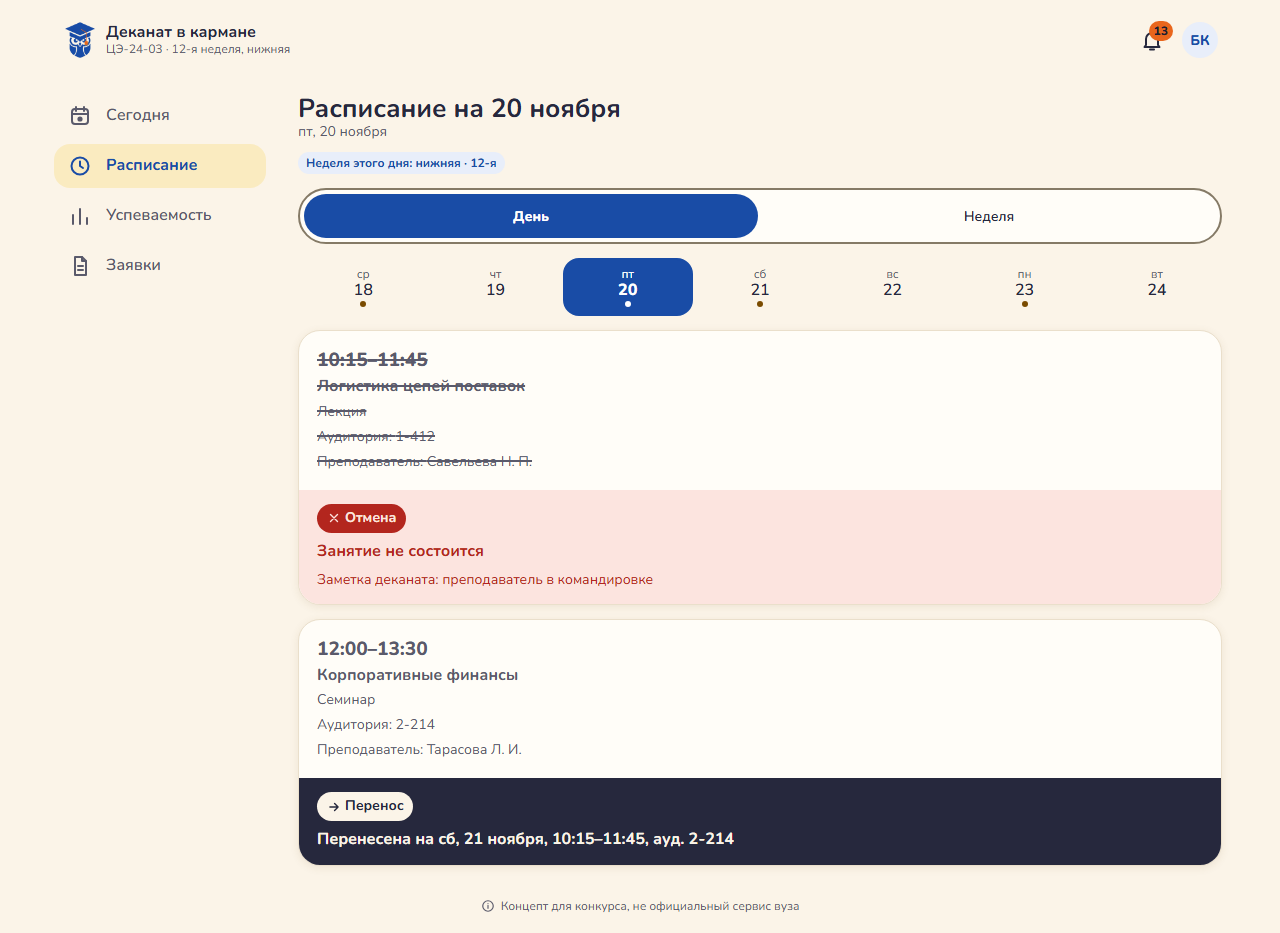 Деканат в кармане
ЦЭ-24-03 · 12-я неделя, нижняя
13
БК
Сегодня
Расписание
Успеваемость
Заявки
Расписание на 20 ноября
пт, 20 ноября
Неделя этого дня: нижняя · 12-я
День
Неделя
ср
18
чт
19
пт
20
сб
21
вс
22
пн
23
вт
24
10:15–11:45
Логистика цепей поставок
Лекция
Аудитория: 1-412
Преподаватель: Савельева Н. П.
Отмена
Занятие не состоится
Заметка деканата: преподаватель в командировке
12:00–13:30
Корпоративные финансы
Семинар
Аудитория: 2-214
Преподаватель: Тарасова Л. И.
Перенос
Перенесена на сб, 21 ноября, 10:15–11:45, ауд. 2-214
Концепт для конкурса, не официальный сервис вуза